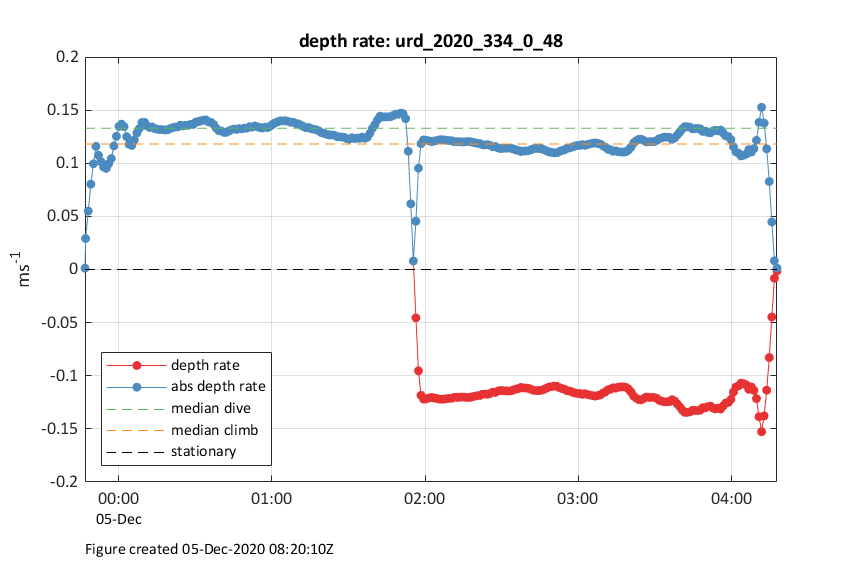 depth rate: urd_2020_334_0_48
0.2
0.15
0.1
0.05
0
-0.05
-0.1
-0.15
-0.2
ms⁻¹
depth rate
abs depth rate
median dive
median climb
stationary
00:00 01:00 02:00 03:00 04:00
05-Dec
Figure created 05-Dec-2020 08:20:10Z